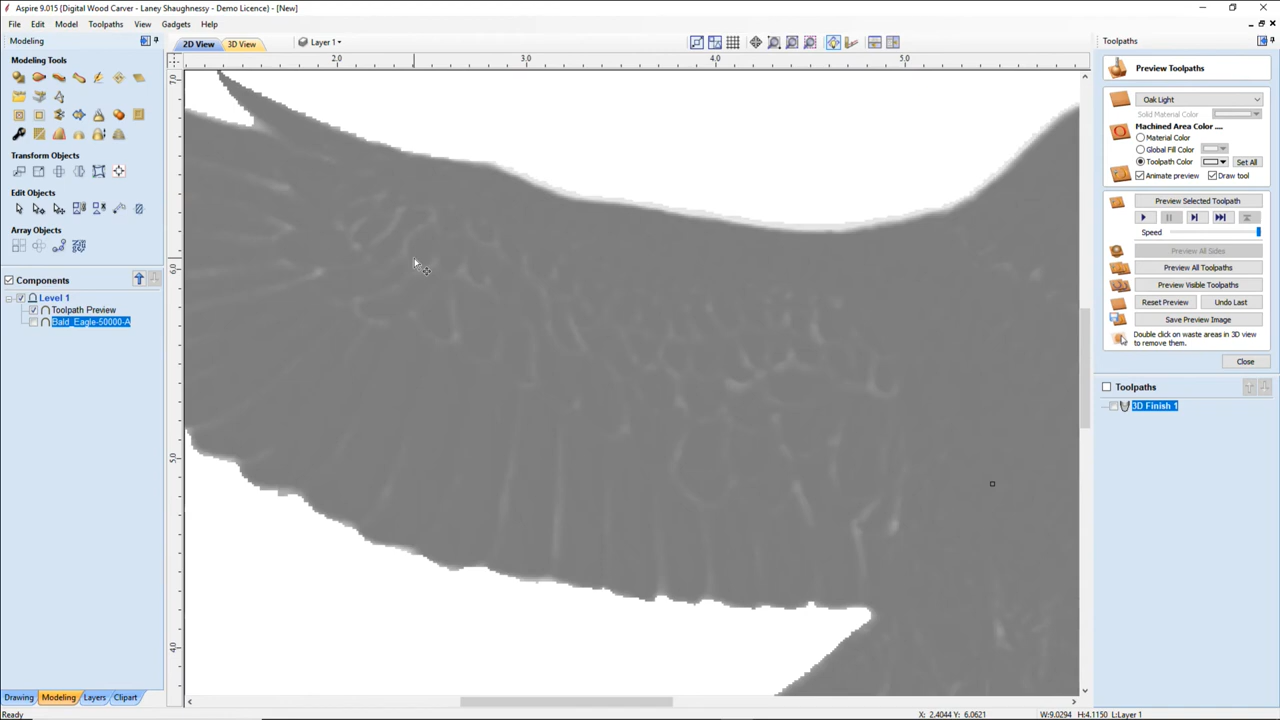 Aspire 9.015 (Digital Wood Carver - Laney Shaughnessy - Demo Licence) - [New]
File Edit Model Toolpaths View Gadgets Help
Modeling
2D View 3D View Layer 1
Toolpaths
2.0 3.0 4.0 5.0
7.0
6.0
5.0
4.0
Modeling Tools
Transform Objects
Edit Objects
Array Objects
Components
Level 1
Toolpath Preview
Bald_Eagle-50000-A
Drawing Modeling Layers Clipart
Preview Toolpaths
Oak Light
Solid Material Color
Machined Area Color ....
Material Color
Global Fill Color
Toolpath Color Set All
Animate preview Draw tool
Preview Selected Toolpath
Speed
Preview All Sides
Preview All Toolpaths
Preview Visible Toolpaths
Reset Preview Undo Last
Save Preview Image
Double click on waste areas in 3D view
to remove them.
Close
Toolpaths
3D Finish 1
Ready X: 2.4044 Y: 6.0621 W:9.0294 H:4.1150 L:Layer 1